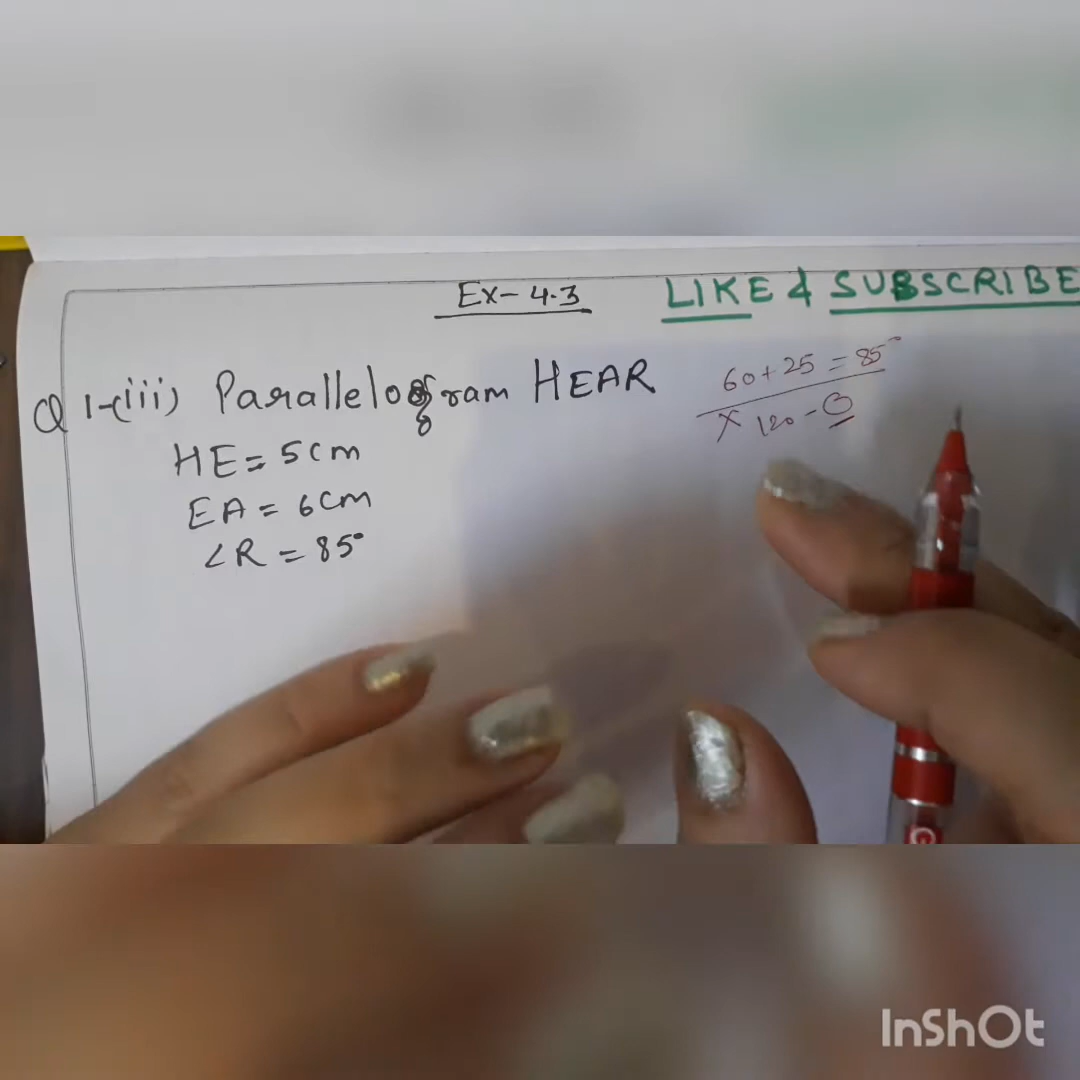 Ex- 4.3
LIKE & SUBSCRIBE
Q 1-(iii) Parallelogram HEAR
60+25 = 85°
HE = 5cm
EA = 6cm
∠R = 85°
InShOt